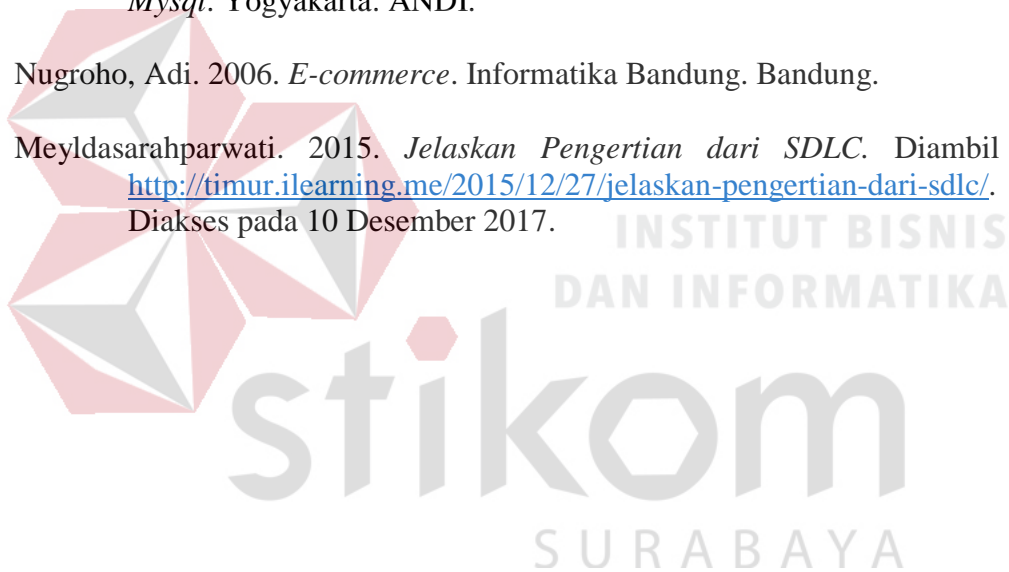 Mysql. Yogyakarta. ANDI.
Nugroho, Adi. 2006. E-commerce. Informatika Bandung. Bandung.
Meyldasarahparwati. 2015. Jelaskan Pengertian dari SDLC. Diambil
http://timur.ilearning.me/2015/12/27/jelaskan-pengertian-dari-sdlc/.
Diakses pada 10 Desember 2017.
INSTITUT BISNIS
DAN INFORMATIKA
stikom
SURABAYA